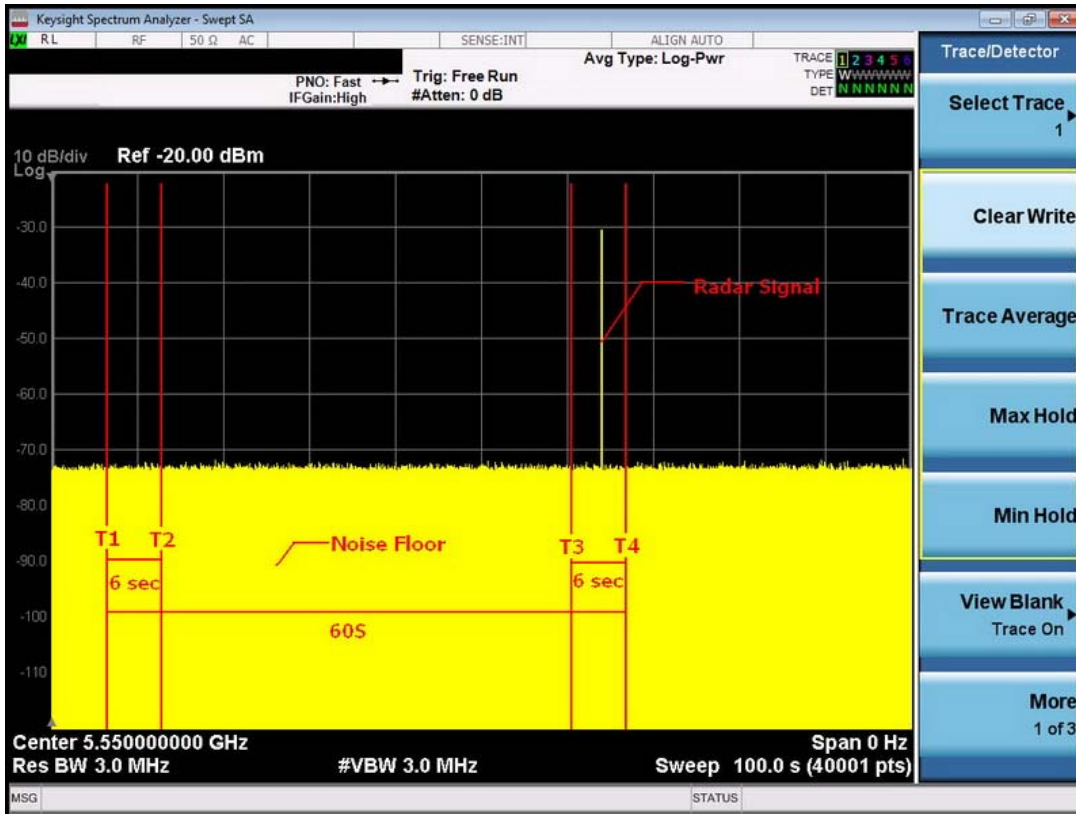 Keysight Spectrum Analyzer - Swept SA
LXI RL RF 50 Ω AC SENSE:INT ALIGN AUTO
PNO: Fast
IFGain:High
Trig: Free Run
#Atten: 0 dB
Avg Type: Log-Pwr
TRACE 1 2 3 4 5 6
TYPE WWWWWW
DET N N N N N N
10 dB/div Ref -20.00 dBm
Log
-30.0
-40.0
-50.0
-60.0
-70.0
-80.0
-90.0
-100
-110
Radar Signal
T1 T2
Noise Floor
T3 T4
6 sec
6 sec
60S
Center 5.550000000 GHz Span 0 Hz
Res BW 3.0 MHz #VBW 3.0 MHz Sweep 100.0 s (40001 pts)
MSG STATUS
Trace/Detector
Select Trace
1
Clear Write
Trace Average
Max Hold
Min Hold
View Blank
Trace On
More
1 of 3